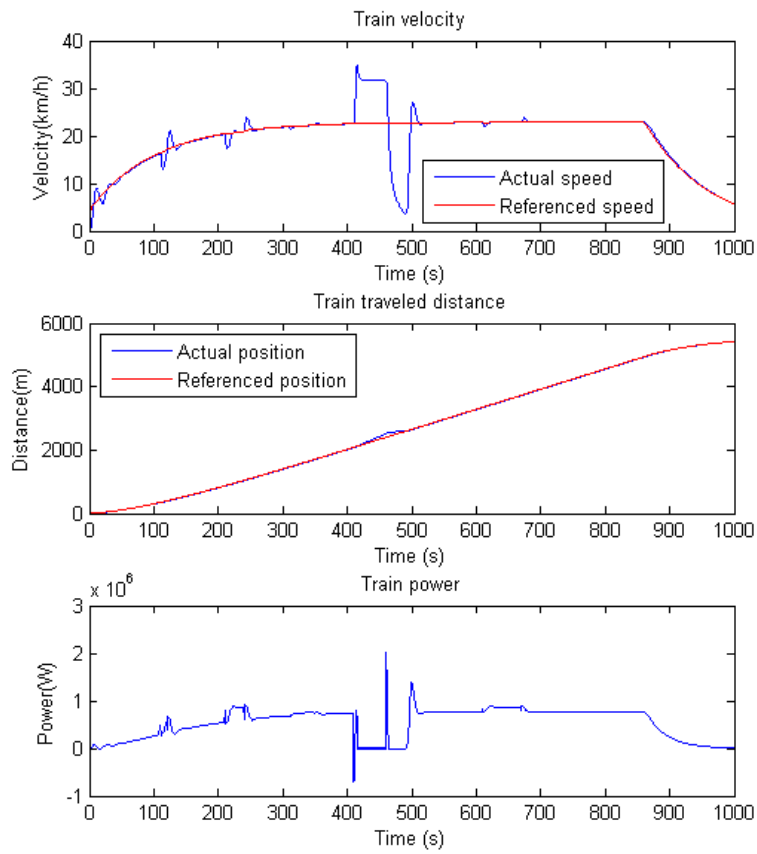 Train velocity
40
30
20
10
0
Velocity(km/h)
Actual speed
Referenced speed
0 100 200 300 400 500 600 700 800 900 1000
Time (s)
Train traveled distance
6000
4000
2000
0
Distance(m)
Actual position
Referenced position
0 100 200 300 400 500 600 700 800 900 1000
Time (s)
x 10^6
Train power
3
2
1
0
-1
Power(W)
0 100 200 300 400 500 600 700 800 900 1000
Time (s)